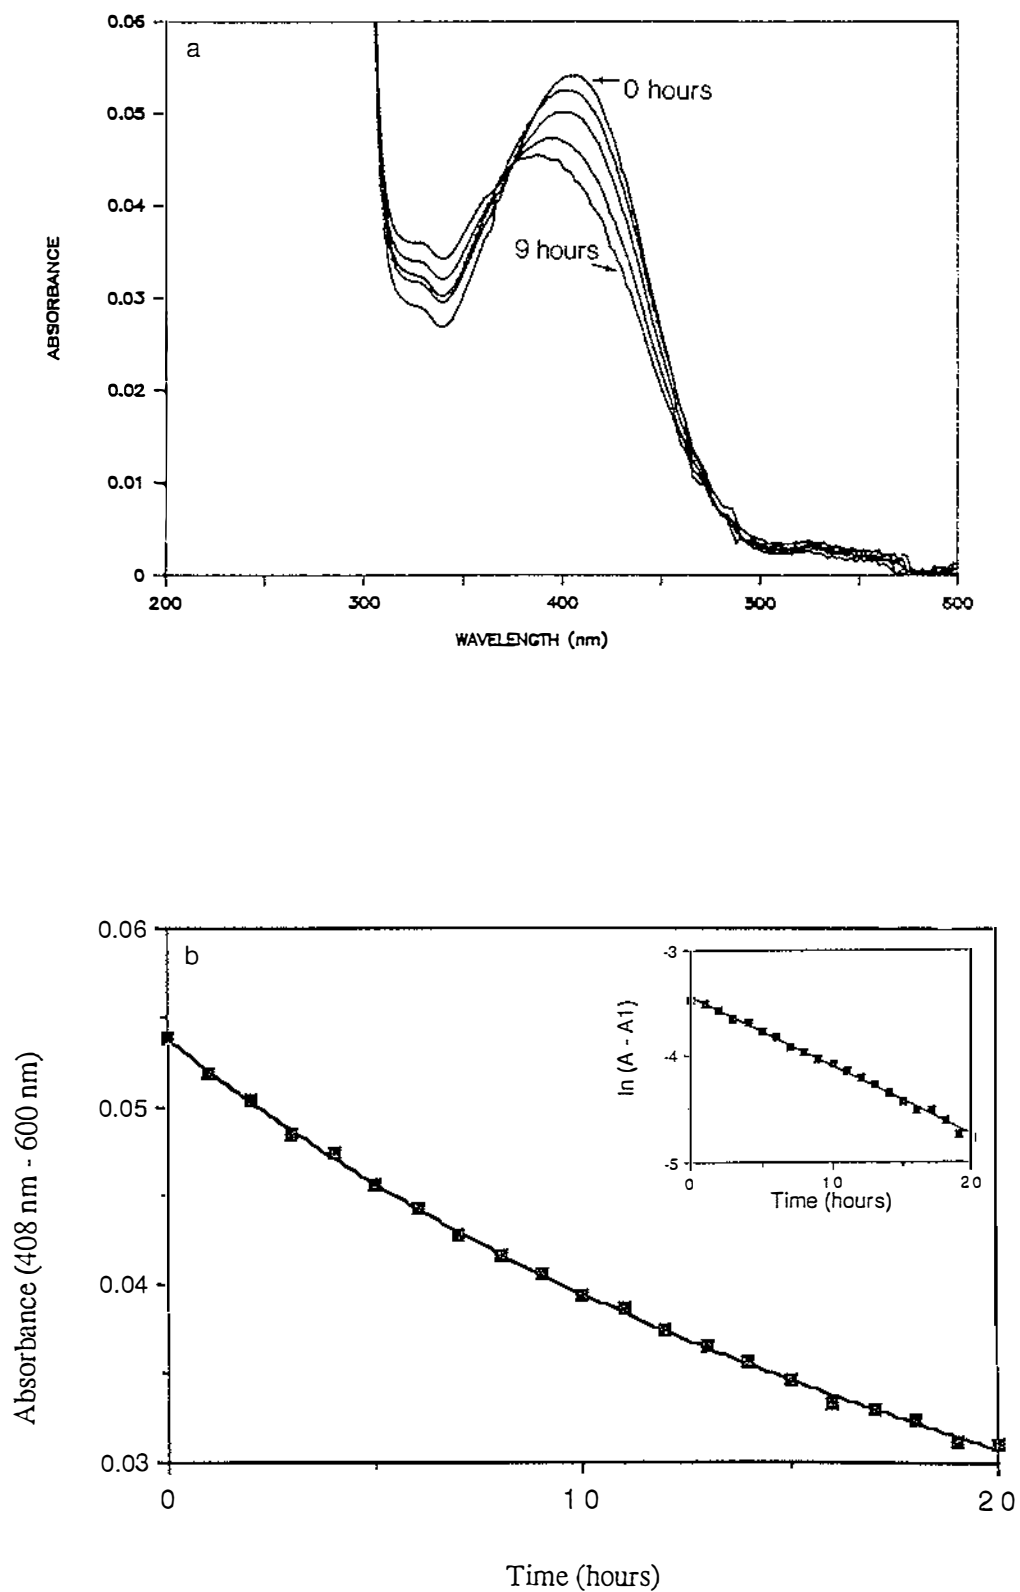 a
0.06
0.05
0.04
0.03
0.02
0.01
0
ABSORBANCE
0 hours
9 hours
200
300
400
500
600
WAVELENGTH (nm)
b
0.06
0.05
0.04
0.03
Absorbance (408 nm - 600 nm)
0
10
20
Time (hours)
-3
-4
-5
ln (A - A1)
0
10
20
Time (hours)